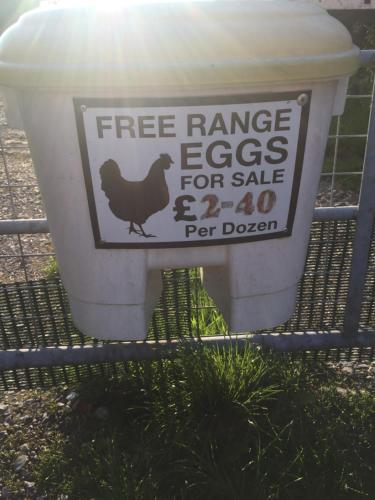 FREE RANGE
EGGS
FOR SALE
£2-40
Per Dozen